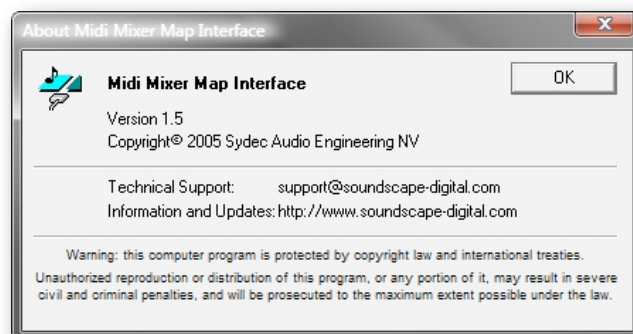 About Midi Mixer Map Interface
OK
Midi Mixer Map Interface
Version 1.5
Copyright© 2005 Sydec Audio Engineering NV
Technical Support: support@soundscape-digital.com
Information and Updates: http://www.soundscape-digital.com
Warning: this computer program is protected by copyright law and international treaties.
Unauthorized reproduction or distribution of this program, or any portion of it, may result in severe
civil and criminal penalties, and will be prosecuted to the maximum extent possible under the law.